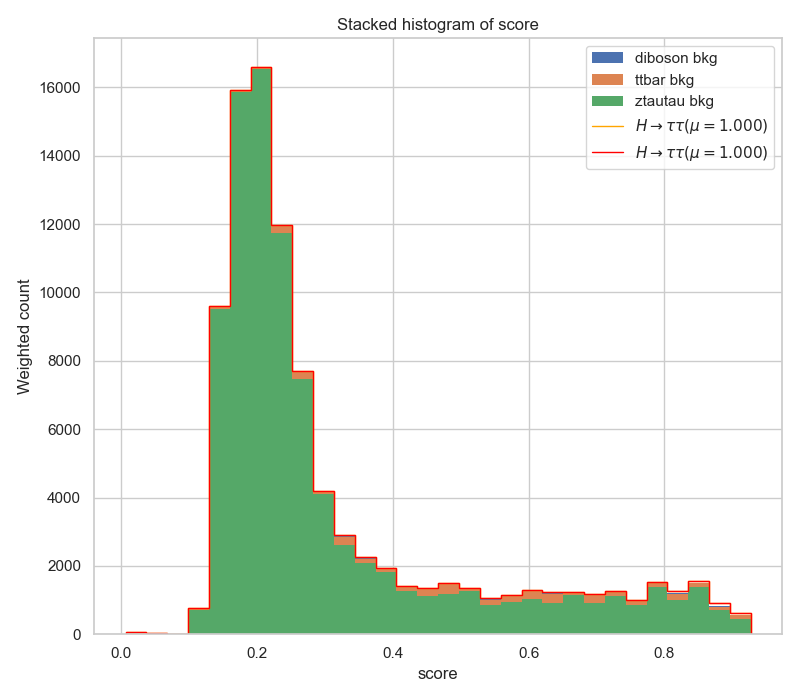 Stacked histogram of score
diboson bkg
ttbar bkg
ztautau bkg
H → ττ(μ = 1.000)
H → ττ(μ = 1.000)
16000
14000
12000
10000
8000
6000
4000
2000
0
Weighted count
0.0 0.2 0.4 0.6 0.8
score